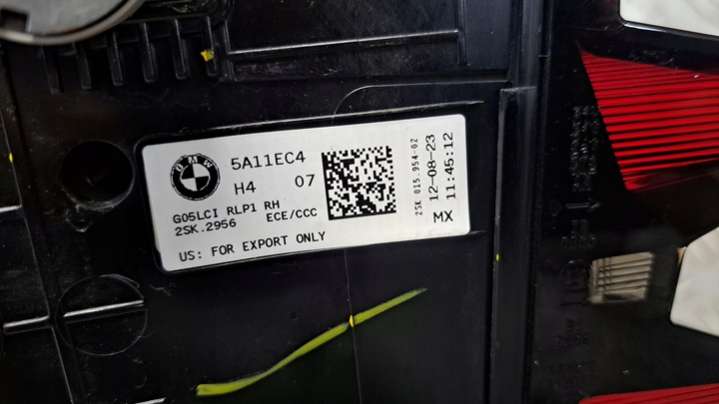 BMW
5A11EC4
H4 07
G05LCI RLP1 RH
2SK.2956 ECE/CCC
US: FOR EXPORT ONLY
2SK 015 954-02
12-08-23
11:45:12
MX